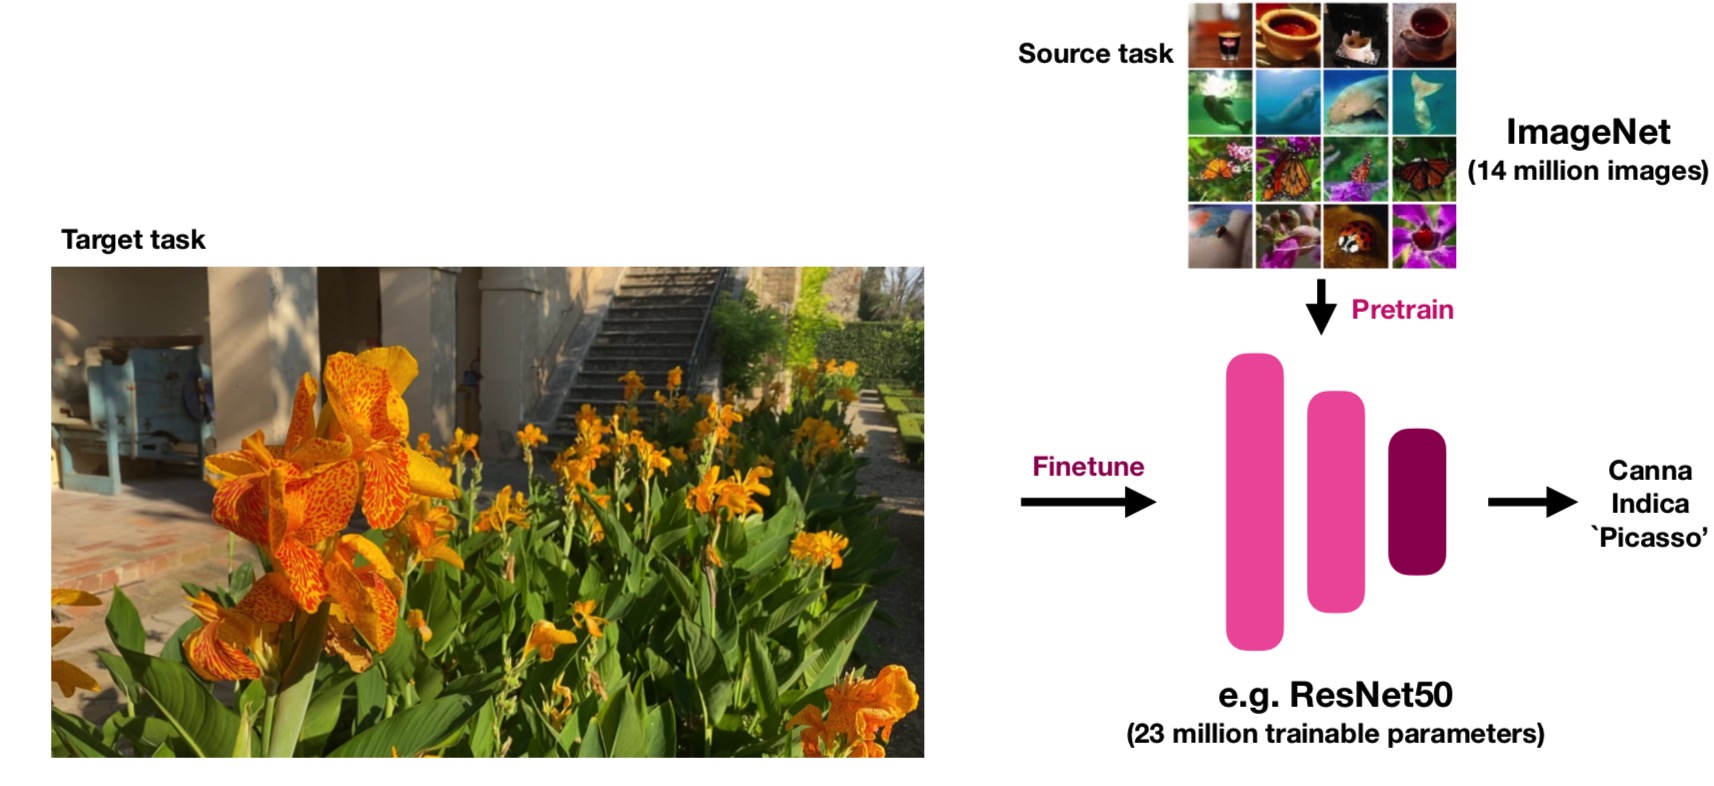 Source task
ImageNet
(14 million images)
Target task
Pretrain
Finetune
Canna
Indica
`Picasso’
e.g. ResNet50
(23 million trainable parameters)